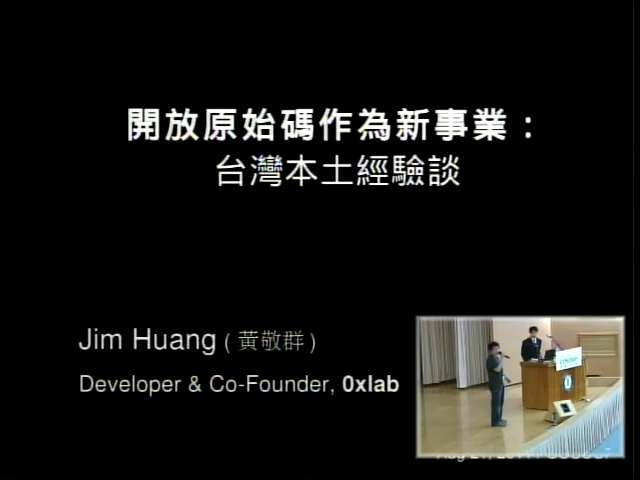 開放原始碼作為新事業：
台灣本土經驗談
Jim Huang ( 黃敬群 )
Developer & Co-Founder, 0xlab